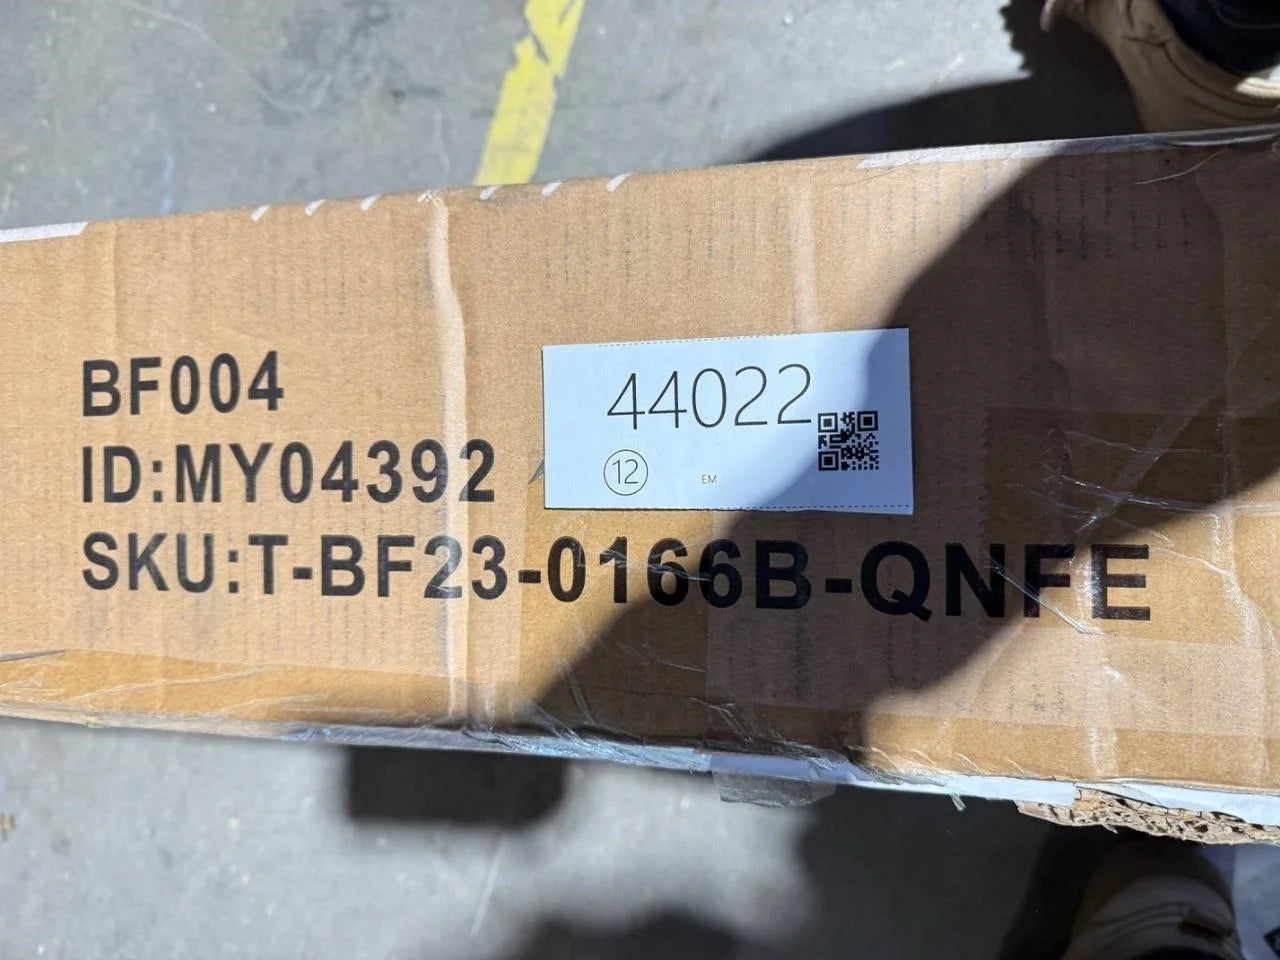 BF004
ID:MY04392
SKU:T-BF23-0166B-QNFE
44022
12
EM